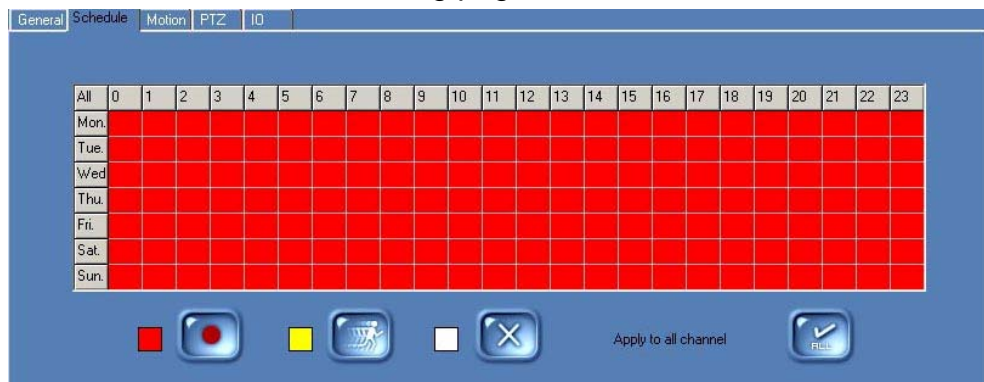 General Schedule Motion PTZ IO
All 0 1 2 3 4 5 6 7 8 9 10 11 12 13 14 15 16 17 18 19 20 21 22 23
Mon.
Tue.
Wed
Thu.
Fri.
Sat.
Sun.
Apply to all channel
ALL